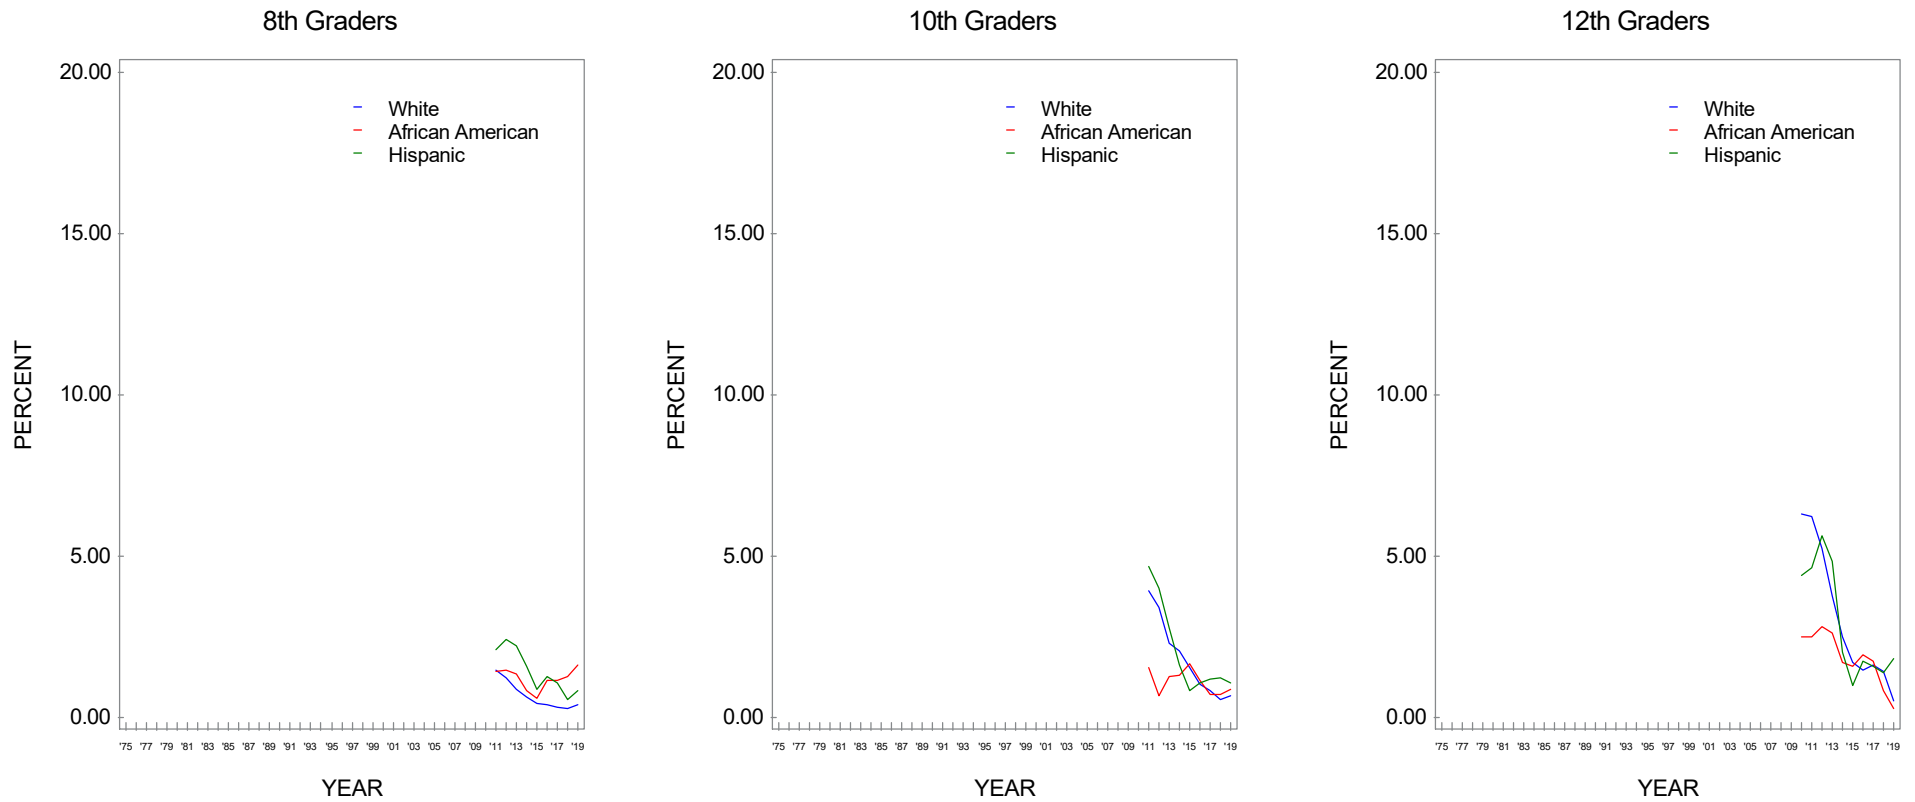 8th Graders
20.00
15.00
10.00
5.00
0.00
PERCENT
White
African American
Hispanic
'75 '77 '79 '81 '83 '85 '87 '89 '91 '93 '95 '97 '99 '01 '03 '05 '07 '09 '11 '13 '15 '17 '19
YEAR
10th Graders
20.00
15.00
10.00
5.00
0.00
PERCENT
White
African American
Hispanic
'75 '77 '79 '81 '83 '85 '87 '89 '91 '93 '95 '97 '99 '01 '03 '05 '07 '09 '11 '13 '15 '17 '19
YEAR
12th Graders
20.00
15.00
10.00
5.00
0.00
PERCENT
White
African American
Hispanic
'75 '77 '79 '81 '83 '85 '87 '89 '91 '93 '95 '97 '99 '01 '03 '05 '07 '09 '11 '13 '15 '17 '19
YEAR